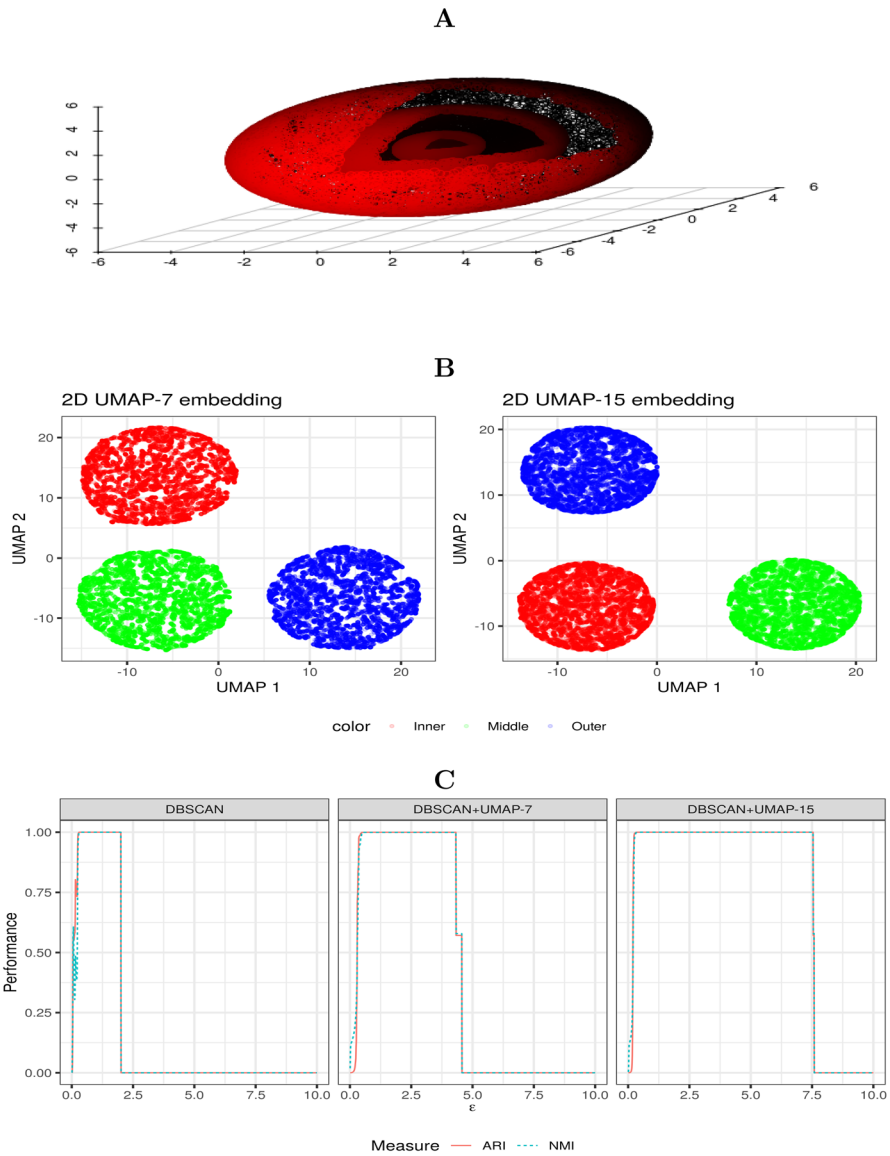 A
6
4
2
0
-2
-4
-6
-6 -4 -2 0 2 4 6
-6 -4 -2 0 2 4 6
B
2D UMAP-7 embedding
2D UMAP-15 embedding
UMAP 2
20
10
0
-10
-10 0 10 20
UMAP 1
UMAP 2
20
10
0
-10
-10 0 10 20
UMAP 1
color Inner Middle Outer
C
DBSCAN DBSCAN+UMAP-7 DBSCAN+UMAP-15
Performance
1.00
0.75
0.50
0.25
0.00
0.0 2.5 5.0 7.5 10.0 0.0 2.5 5.0 7.5 10.0 0.0 2.5 5.0 7.5 10.0
ε
Measure ARI NMI